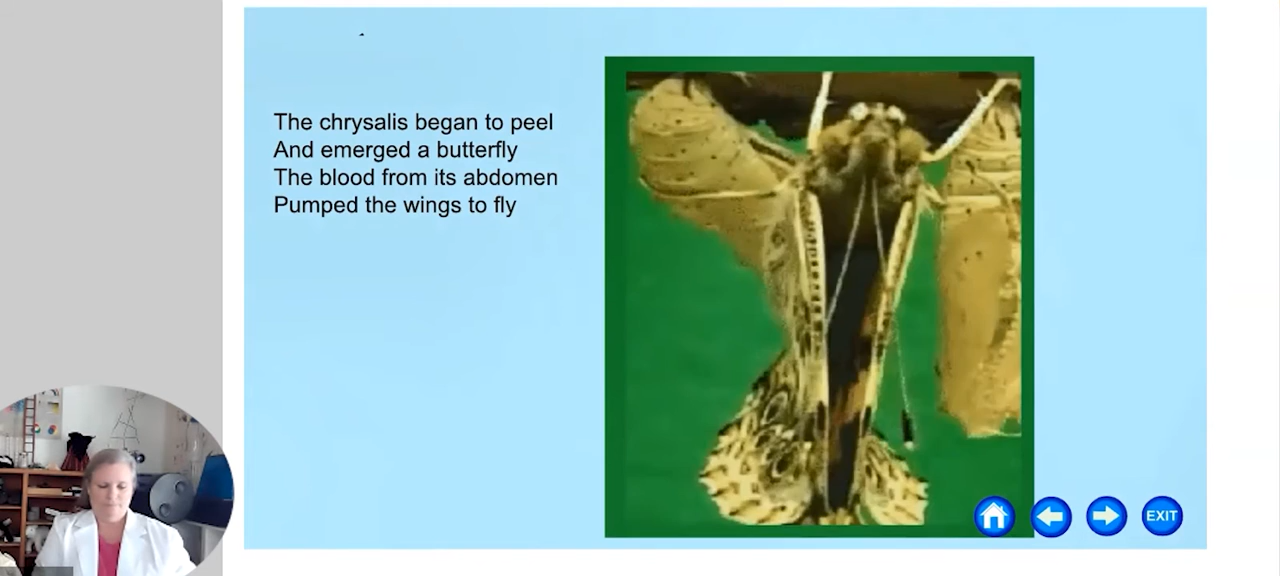 The chrysalis began to peel
And emerged a butterfly
The blood from its abdomen
Pumped the wings to fly
EXIT